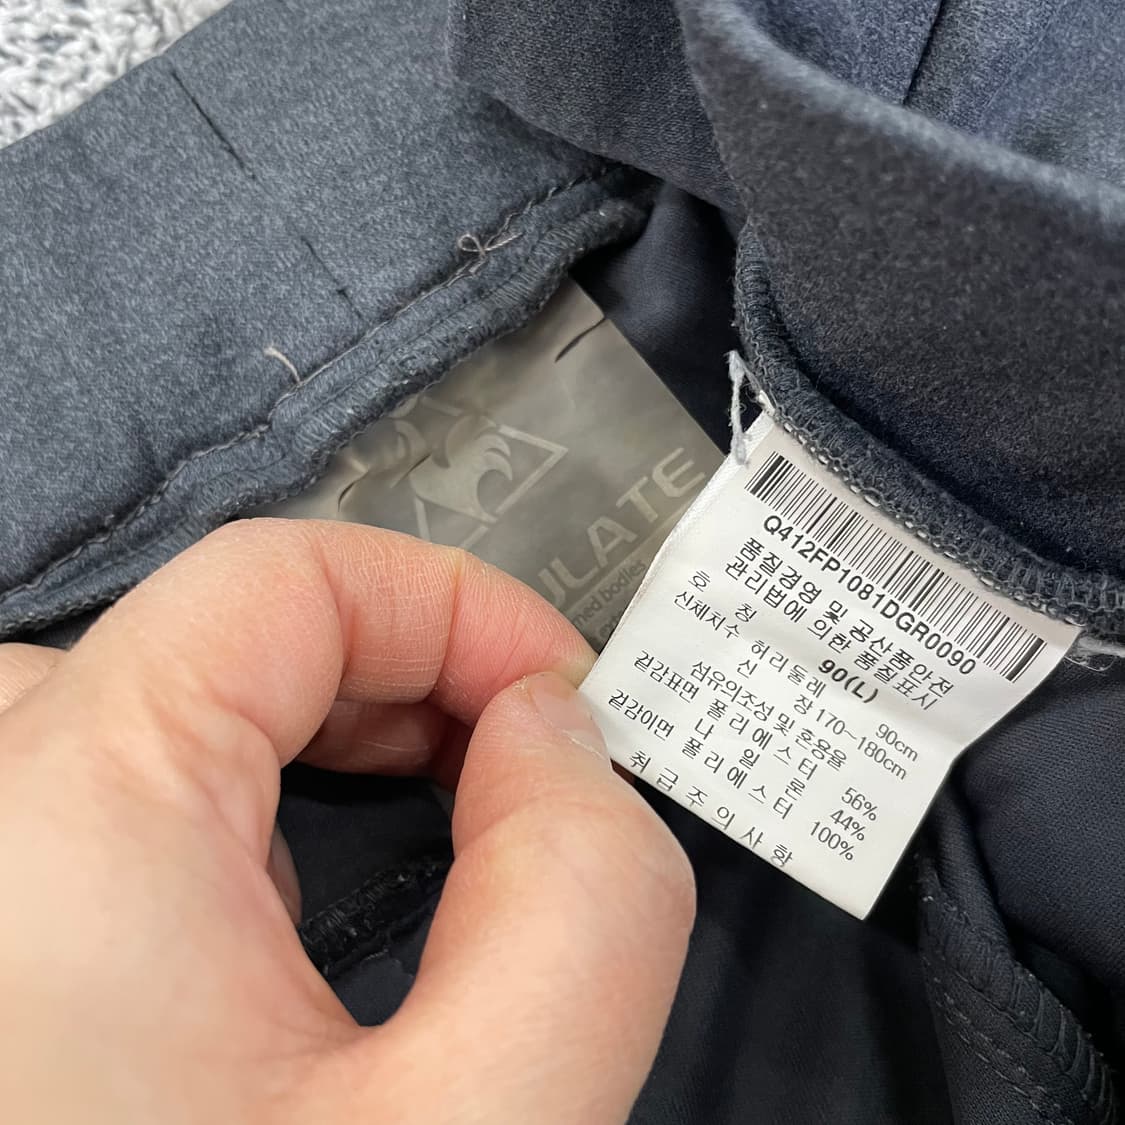 ULATE
med bodies
Q412FP1081DGR0090
품질경영 및 공산품안전
관리법에 의한 품질표시
호 칭 90(L)
신체치수 허리둘레 90cm
신 장 170~180cm
섬유의조성 및 혼용율
겉감표면 폴리에스터 56%
나 일 론 44%
겉감이면 폴리에스터 100%
취급주의사항